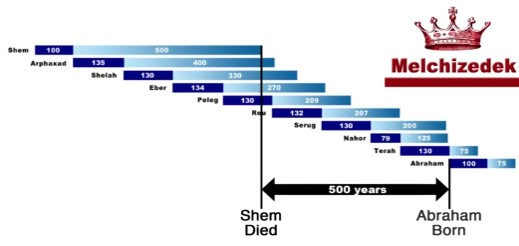 Melchizedek
Shem 100 500
Arphaxad 135 400
Shelah 130 330
Eber 134 270
Peleg 130 209
Reu 132 207
Serug 130 200
Nahor 79 125
Terah 130 75
Abraham 100 75
500 years
Shem Died
Abraham Born